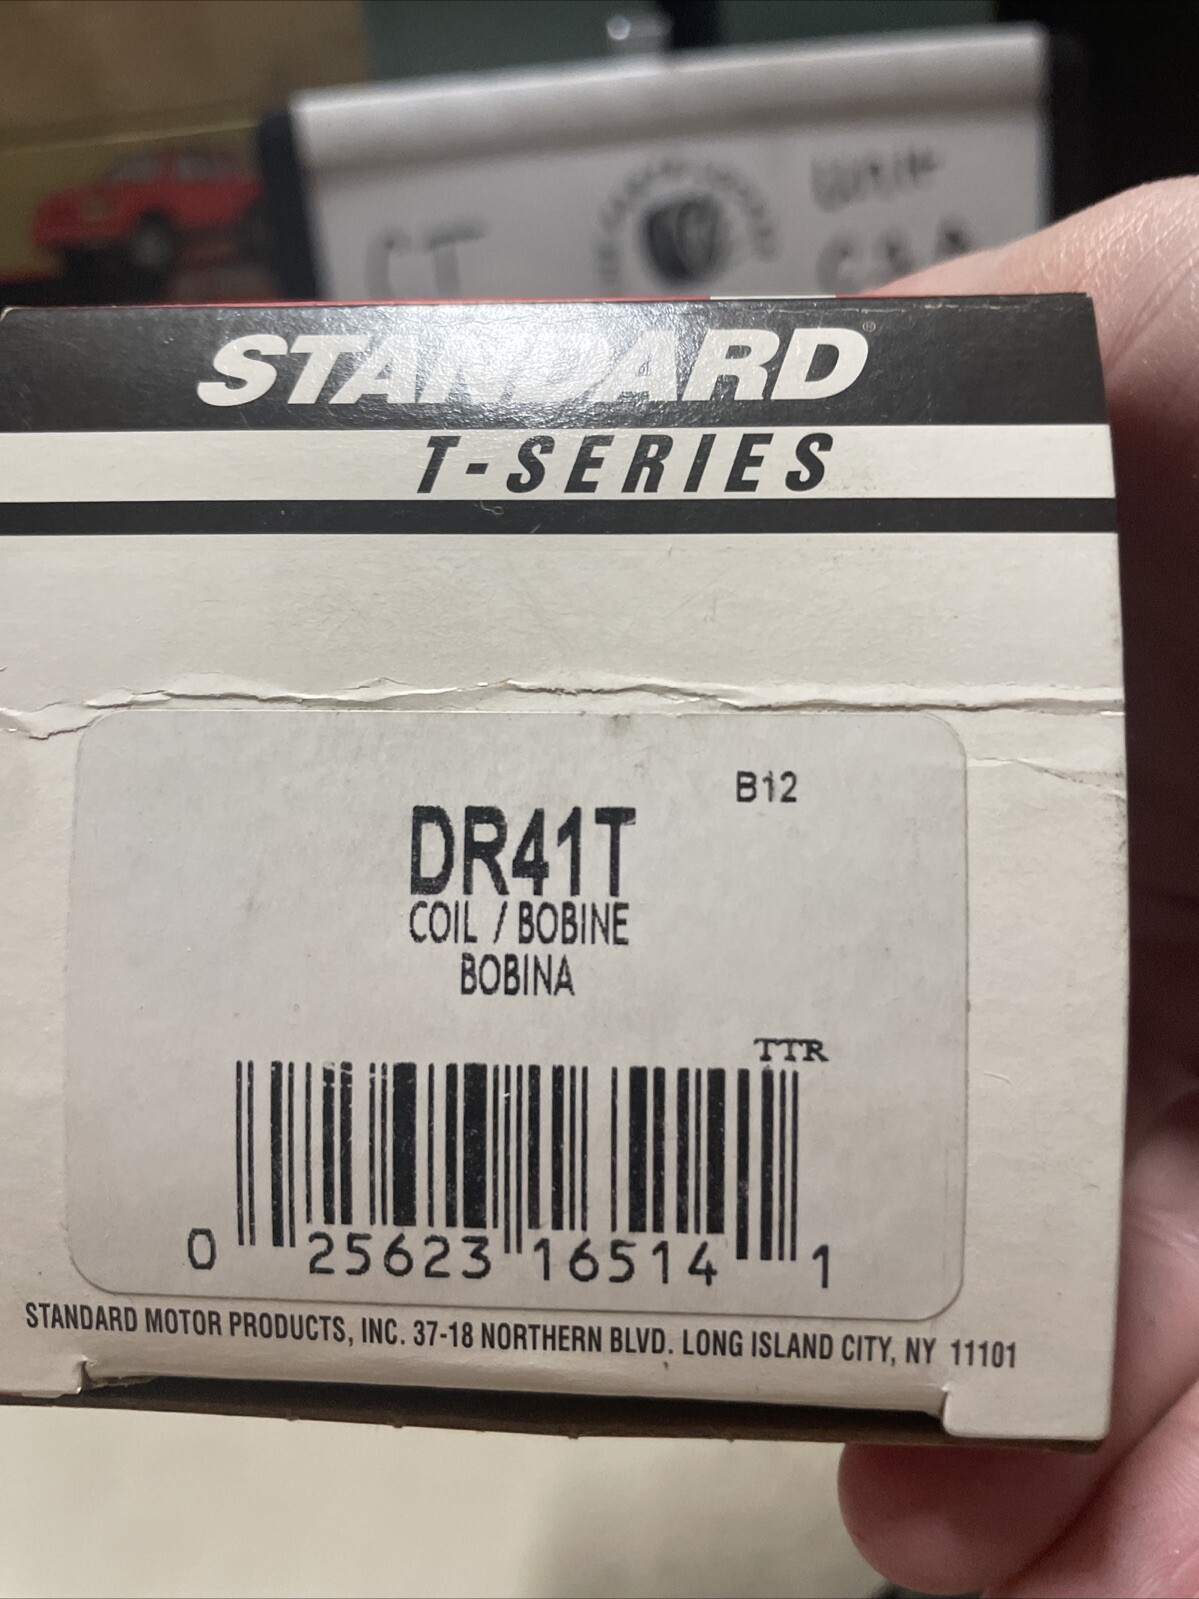 CT
STANDARD®
T-SERIES
B12
DR41T
COIL / BOBINE
BOBINA
TTR
0 25623 16514 1
STANDARD MOTOR PRODUCTS, INC. 37-18 NORTHERN BLVD. LONG ISLAND CITY, NY 11101